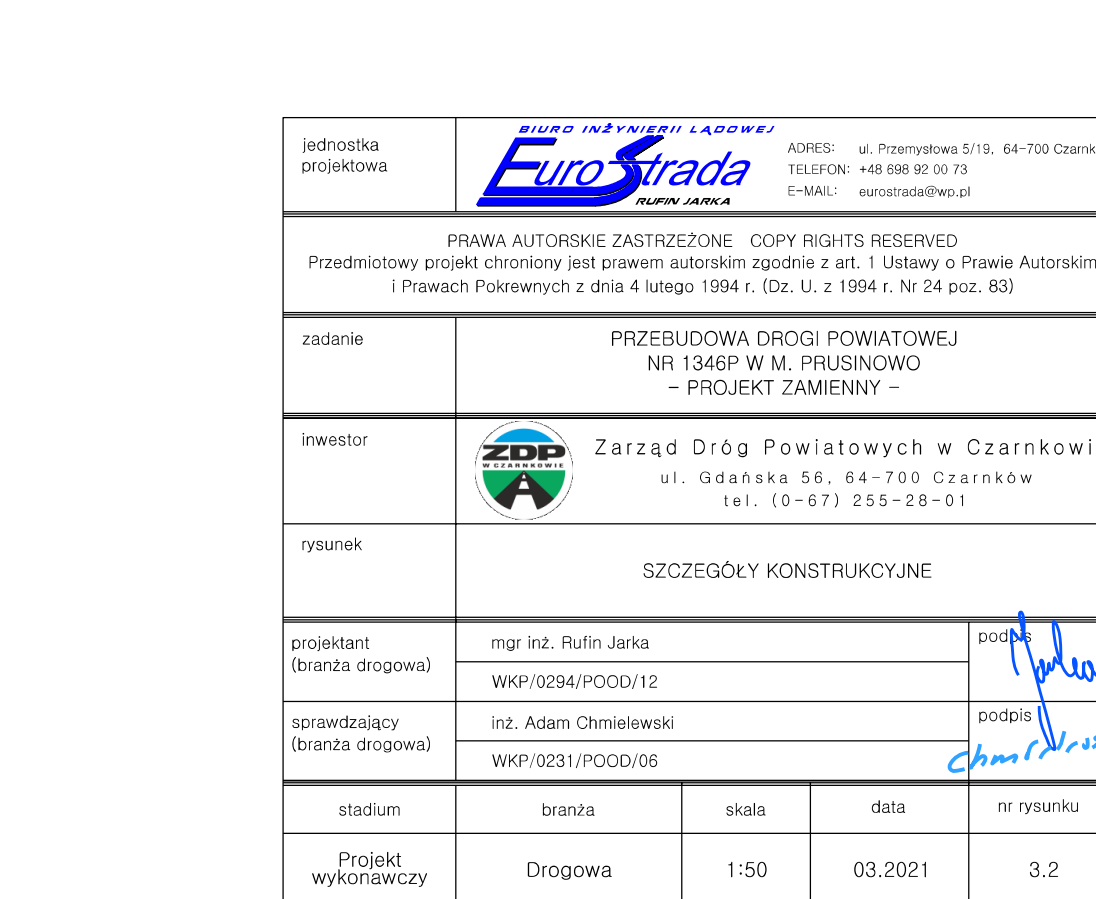 jednostka
projektowa
BIURO INŻYNIERII LĄDOWEJ
EuroStrada
RUFIN JARKA
ADRES: ul. Przemysłowa 5/19, 64-700 Czarnk
TELEFON: +48 698 92 00 73
E-MAIL: eurostrada@wp.pl
PRAWA AUTORSKIE ZASTRZEŻONE COPY RIGHTS RESERVED
Przedmiotowy projekt chroniony jest prawem autorskim zgodnie z art. 1 Ustawy o Prawie Autorskim
i Prawach Pokrewnych z dnia 4 lutego 1994 r. (Dz. U. z 1994 r. Nr 24 poz. 83)
zadanie
PRZEBUDOWA DROGI POWIATOWEJ
NR 1346P W M. PRUSINOWO
- PROJEKT ZAMIENNY -
inwestor
ZDP
W CZARNKOWIE
Zarząd Dróg Powiatowych w Czarnkowi
ul. Gdańska 56, 64-700 Czarnków
tel. (0-67) 255-28-01
rysunek
SZCZEGÓŁY KONSTRUKCYJNE
projektant
(branża drogowa)
mgr inż. Rufin Jarka
WKP/0294/POOD/12
podpis
sprawdzający
(branża drogowa)
inż. Adam Chmielewski
WKP/0231/POOD/06
podpis
stadium branża skala data nr rysunku
Projekt
wykonawczy
Drogowa 1:50 03.2021 3.2